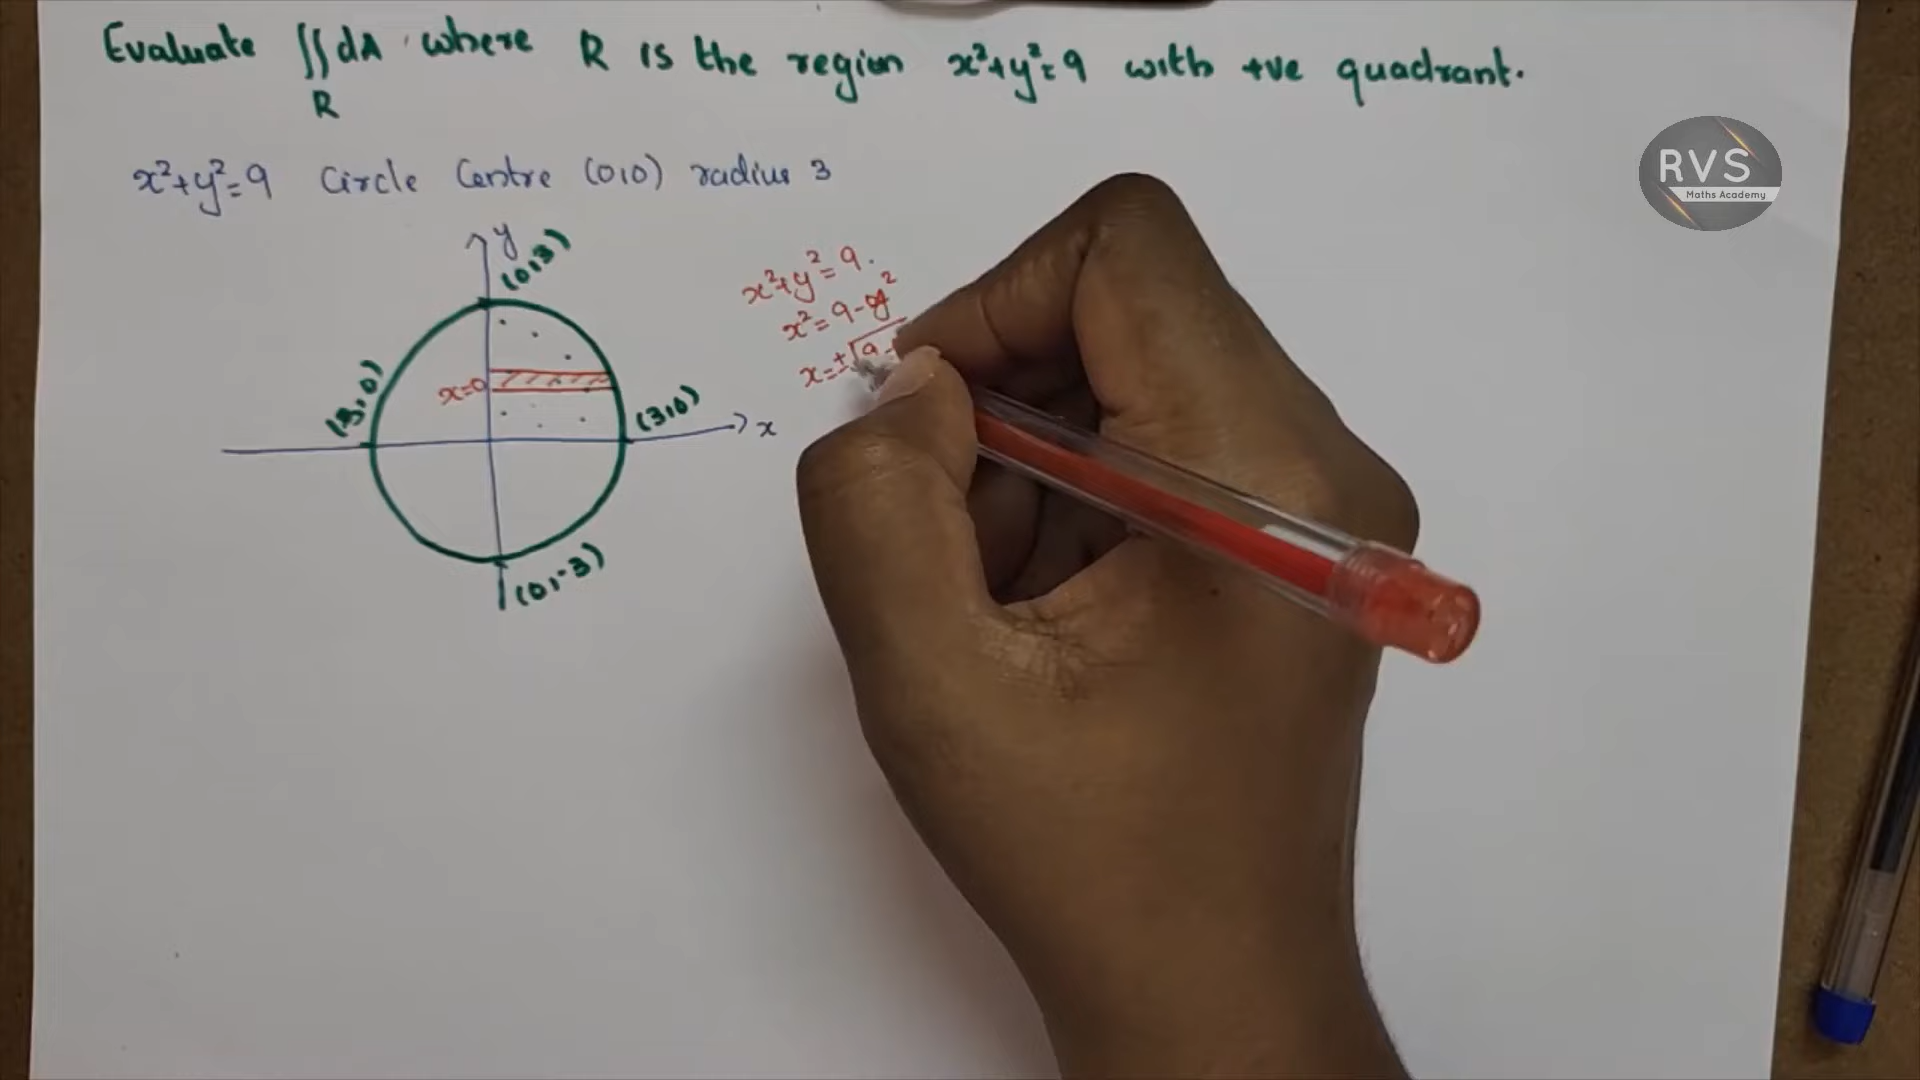 Evaluate ∬ dA where R is the region x²+y²=9 with +ve quadrant.
R
RVS
Maths Academy
x²+y²=9 Circle Centre (0,0) radius 3
y
(0,3)
x²+y²=9.
x²=9-y²
x=±√9-
x=0
(3,0)
x
(0,-3)